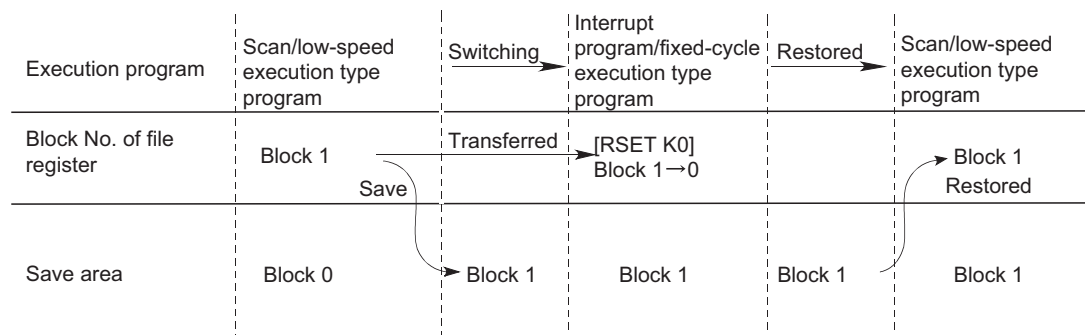 Execution program
Scan/low-speed
execution type
program
Switching
Interrupt
program/fixed-cycle
execution type
program
Restored
Scan/low-speed
execution type
program
Block No. of file
register
Block 1
Transferred
[RSET K0]
Block 1→0
Block 1
Restored
Save
Save area
Block 0
Block 1
Block 1
Block 1
Block 1